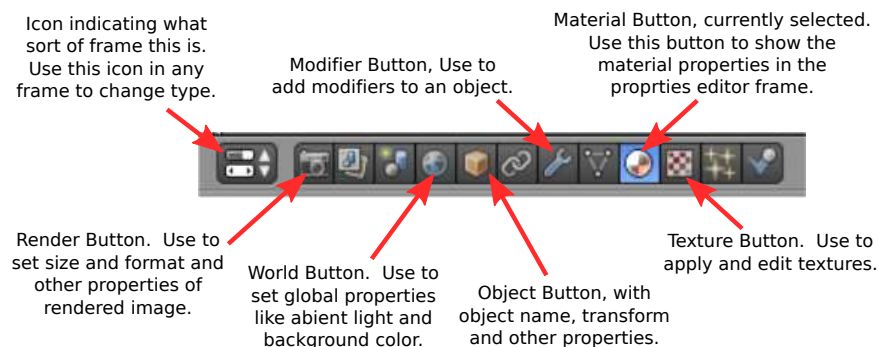 Icon indicating what
sort of frame this is.
Use this icon in any
frame to change type.
Modifier Button, Use to
add modifiers to an object.
Material Button, currently selected.
Use this button to show the
material properties in the
proprties editor frame.
Render Button.  Use to
set size and format and
other properties of
rendered image.
World Button.  Use to
set global properties
like abient light and
background color.
Object Button, with
object name, transform
and other properties.
Texture Button.  Use to
apply and edit textures.